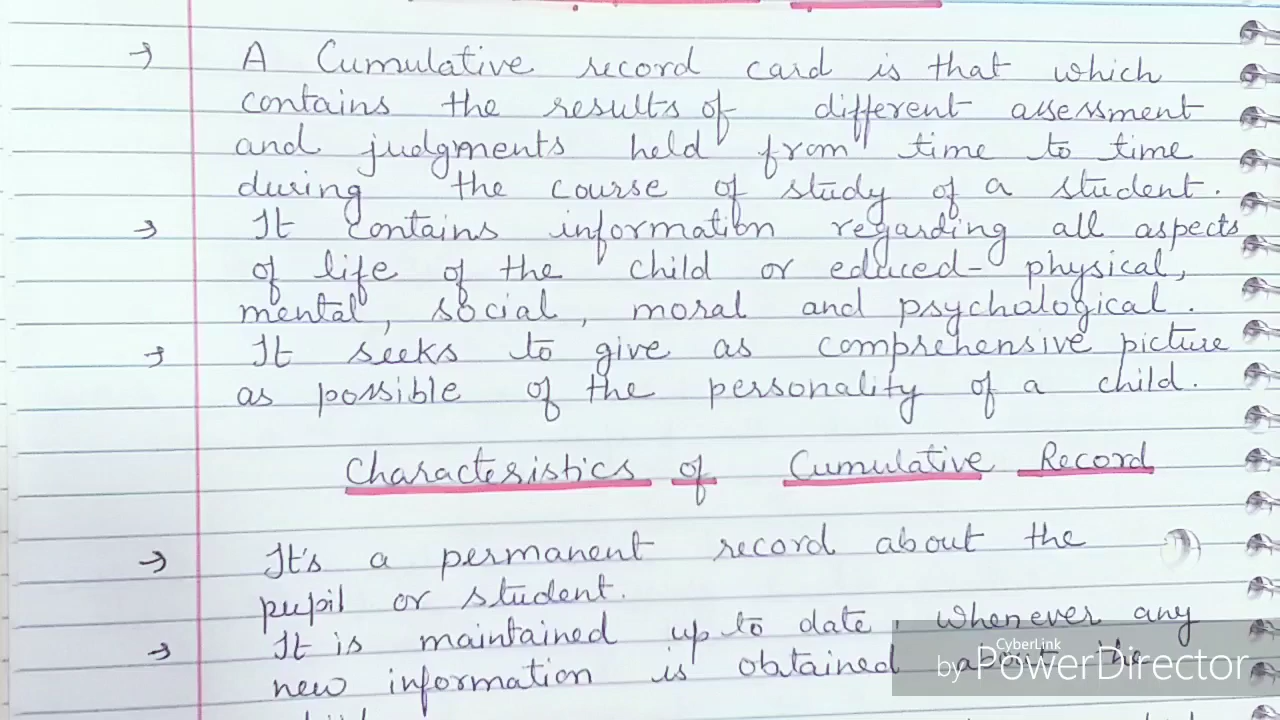 → A Cumulative record card is that which
contains the results of different assessment
and judgments held from time to time
during the course of study of a student.
→ It contains information regarding all aspects
of life of the child or educed- physical,
mental, social, moral and psychological.
→ It seeks to give as comprehensive picture
as possible of the personality of a child.
Characteristics of Cumulative Record
→ It's a permanent record about the
pupil or student.
→ It is maintained up to date, whenever any
new information is obtained about the
CyberLink
by PowerDirector